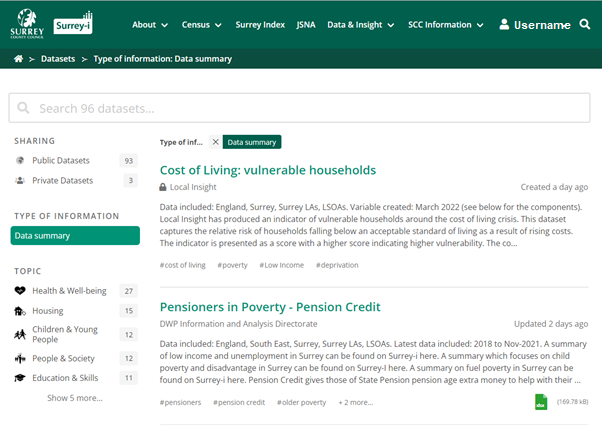 SURREY
COUNTY COUNCIL
Surrey-i
About
Census
Surrey Index
JSNA
Data & Insight
SCC Information
Username
> Datasets > Type of information: Data summary
Search 96 datasets...
SHARING
Public Datasets 93
Private Datasets 3
TYPE OF INFORMATION
Data summary
TOPIC
Health & Well-being 27
Housing 15
Children & Young
People 12
People & Society 12
Education & Skills 11
Show 5 more...
Type of inf... × Data summary
Cost of Living: vulnerable households
Local Insight Created a day ago
Data included: England, Surrey, Surrey LAs, LSOAs. Variable created: March 2022 (see below for the components).
Local Insight has produced an indicator of vulnerable households around the cost of living crisis. This dataset
captures the relative risk of households falling below an acceptable standard of living as a result of rising costs.
The indicator is presented as a score with a higher score indicating higher vulnerability. The co...
#cost of living #poverty #Low Income #deprivation
Pensioners in Poverty - Pension Credit
DWP Information and Analysis Directorate Updated 2 days ago
Data included: England, South East, Surrey, Surrey LAs, LSOAs. Latest data included: 2018 to Nov-2021. A summary
of low income and unemployment in Surrey can be found on Surrey-i here. A summary which focuses on child
poverty and disadvantage in Surrey can be found on Surrey-I here. A summary on fuel poverty in Surrey can be
found on Surrey-i here. Pension Credit gives those of State Pension pension age extra money to help with their ...
#pensioners #pension credit #older poverty + 2 more...
xlsx (169.78 kB)